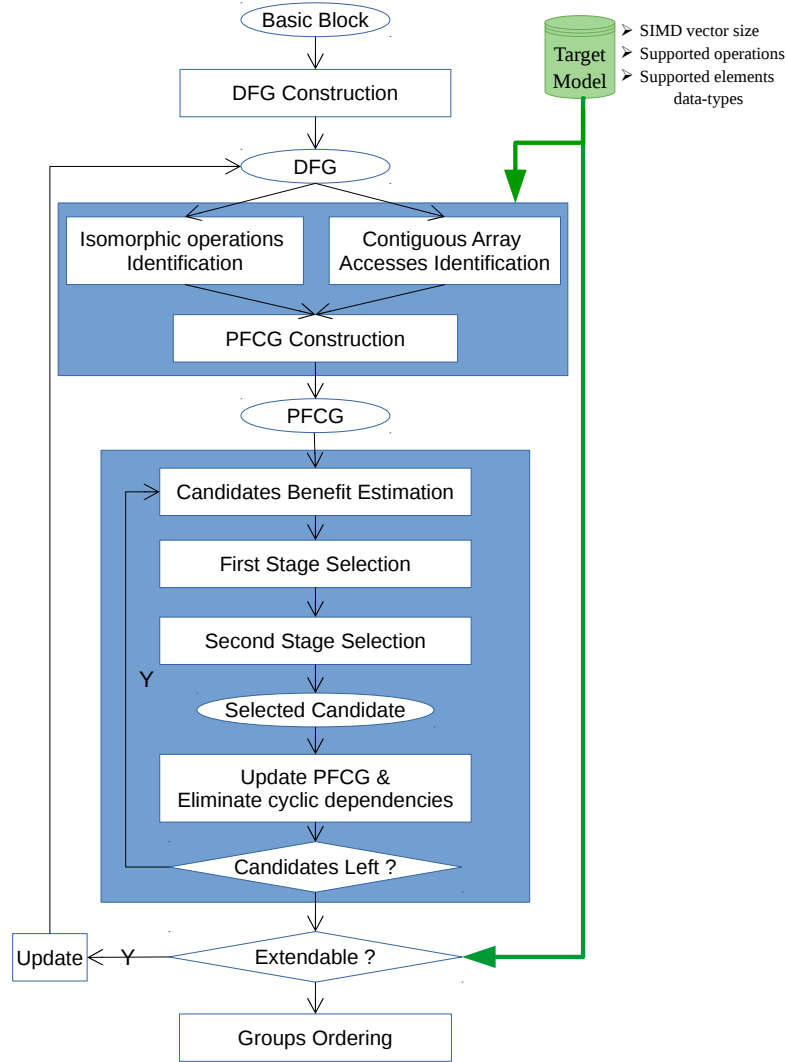 Basic Block
DFG Construction
DFG
Target
Model
SIMD vector size
Supported operations
Supported elements
data-types
Isomorphic operations
Identification
Contiguous Array
Accesses Identification
PFCG Construction
PFCG
Candidates Benefit Estimation
First Stage Selection
Second Stage Selection
Y
Selected Candidate
Update PFCG &
Eliminate cyclic dependencies
Candidates Left ?
Update
Y
Extendable ?
Groups Ordering